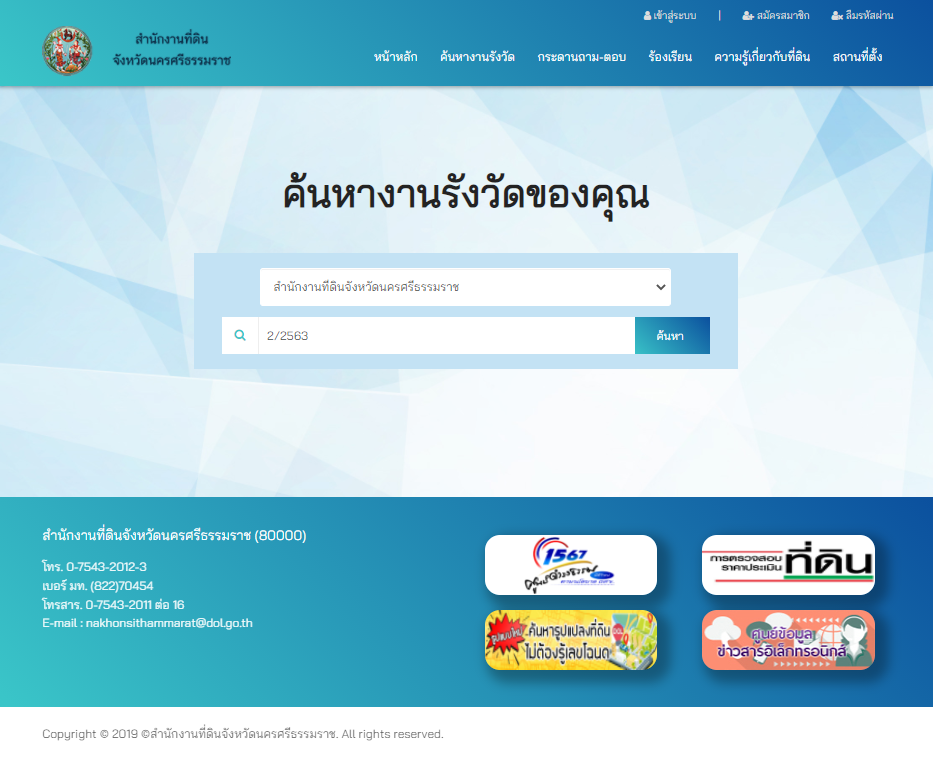 เข้าสู่ระบบ | สมัครสมาชิก ลืมรหัสผ่าน
สำนักงานที่ดิน
จังหวัดนครศรีธรรมราช
หน้าหลัก ค้นหางานรังวัด กระดานถาม-ตอบ ร้องเรียน ความรู้เกี่ยวกับที่ดิน สถานที่ตั้ง
ค้นหางานรังวัดของคุณ
สำนักงานที่ดินจังหวัดนครศรีธรรมราช
2/2563 ค้นหา
สำนักงานที่ดินจังหวัดนครศรีธรรมราช (80000)
โทร. 0-7543-2012-3
เบอร์ มท. (822)70454
โทรสาร. 0-7543-2011 ต่อ 16
E-mail : nakhonsithammarat@dol.go.th
1567
ศูนย์ดำรงธรรม
การตรวจสอบ
ราคาประเมิน ที่ดิน
รูปแบบใหม่ ค้นหารูปแปลงที่ดิน
ไม่ต้องรู้เลขโฉนด
ศูนย์ข้อมูล
ข่าวสารอิเล็กทรอนิกส์
Copyright © 2019 ©สำนักงานที่ดินจังหวัดนครศรีธรรมราช. All rights reserved.